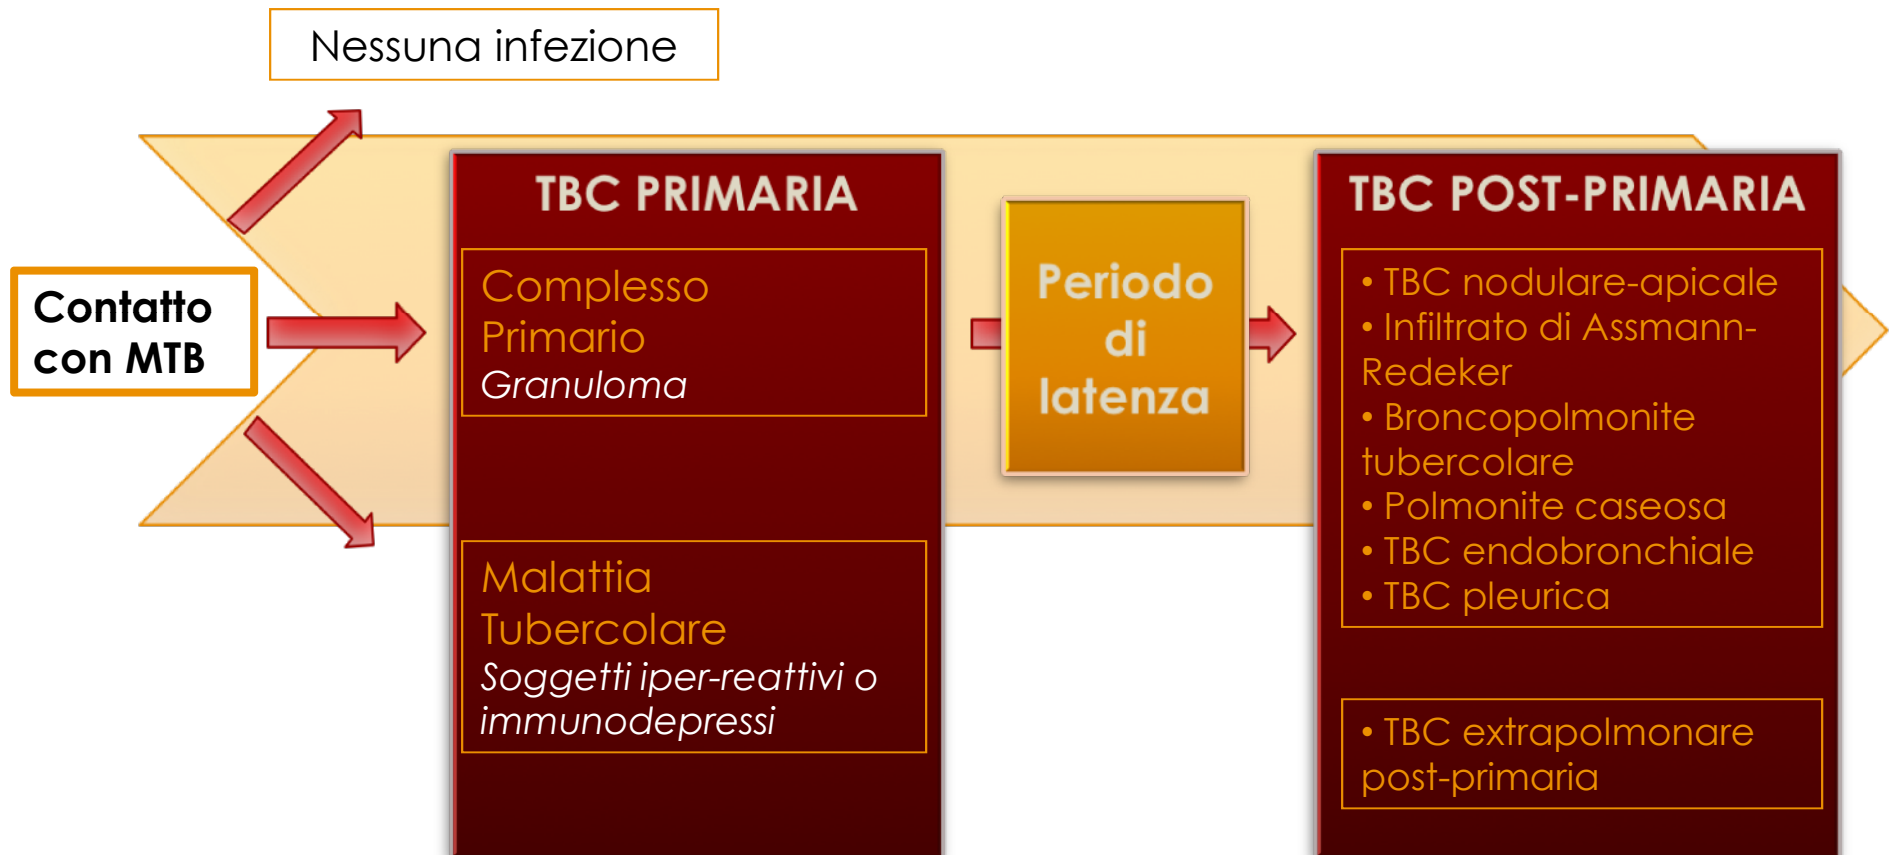 Nessuna infezione
Contatto
con MTB
TBC PRIMARIA
Complesso
Primario
Granuloma
Malattia
Tubercolare
Soggetti iper-reattivi o
immunodepressi
Periodo
di
latenza
TBC POST-PRIMARIA
• TBC nodulare-apicale
• Infiltrato di Assmann-
Redeker
• Broncopolmonite
tubercolare
• Polmonite caseosa
• TBC endobronchiale
• TBC pleurica
• TBC extrapolmonare
post-primaria